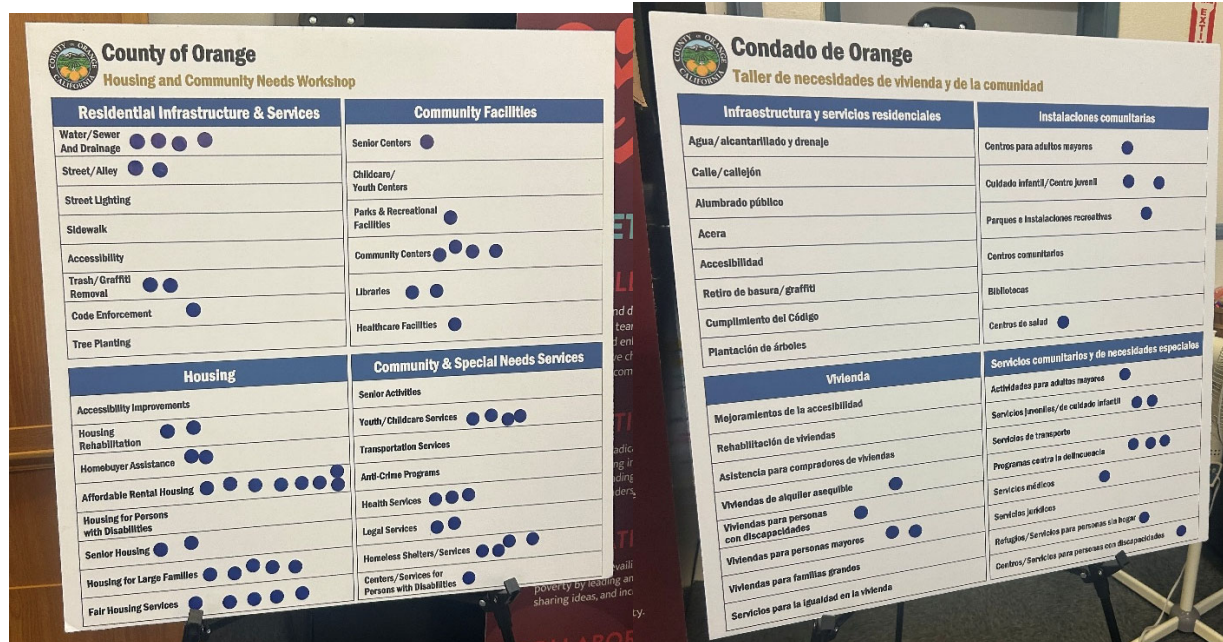 County of Orange
Housing and Community Needs Workshop
Residential Infrastructure & Services
Water/Sewer
And Drainage
Street/Alley
Street Lighting
Sidewalk
Accessibility
Trash/Graffiti
Removal
Code Enforcement
Tree Planting
Community Facilities
Senior Centers
Childcare/
Youth Centers
Parks & Recreational
Facilities
Community Centers
Libraries
Healthcare Facilities
Housing
Accessibility Improvements
Housing
Rehabilitation
Homebuyer Assistance
Affordable Rental Housing
Housing for Persons
with Disabilities
Senior Housing
Housing for Large Families
Fair Housing Services
Community & Special Needs Services
Senior Activities
Youth/Childcare Services
Transportation Services
Anti-Crime Programs
Health Services
Legal Services
Homeless Shelters/Services
Centers/Services for
Persons with Disabilities
poverty by leading an
sharing ideas, and inc
Condado de Orange
Taller de necesidades de vivienda y de la comunidad
Infraestructura y servicios residenciales
Agua/alcantarillado y drenaje
Calle/callejón
Alumbrado público
Acera
Accesibilidad
Retiro de basura/graffiti
Cumplimiento del Código
Plantación de árboles
Instalaciones comunitarias
Centros para adultos mayores
Cuidado infantil/Centro juvenil
Parques e instalaciones recreativas
Centros comunitarios
Bibliotecas
Centros de salud
Vivienda
Mejoramientos de la accesibilidad
Rehabilitación de viviendas
Asistencia para compradores de viviendas
Viviendas de alquiler asequible
Viviendas para personas
con discapacidades
Viviendas para personas mayores
Viviendas para familias grandes
Servicios para la igualdad en la vivienda
Servicios comunitarios y de necesidades especiales
Actividades para adultos mayores
Servicios juveniles/de cuidado infantil
Servicios de transporte
Programas contra la delincuencia
Servicios médicos
Servicios jurídicos
Refugios/Servicios para personas sin hogar
Centros/Servicios para personas con discapacidades